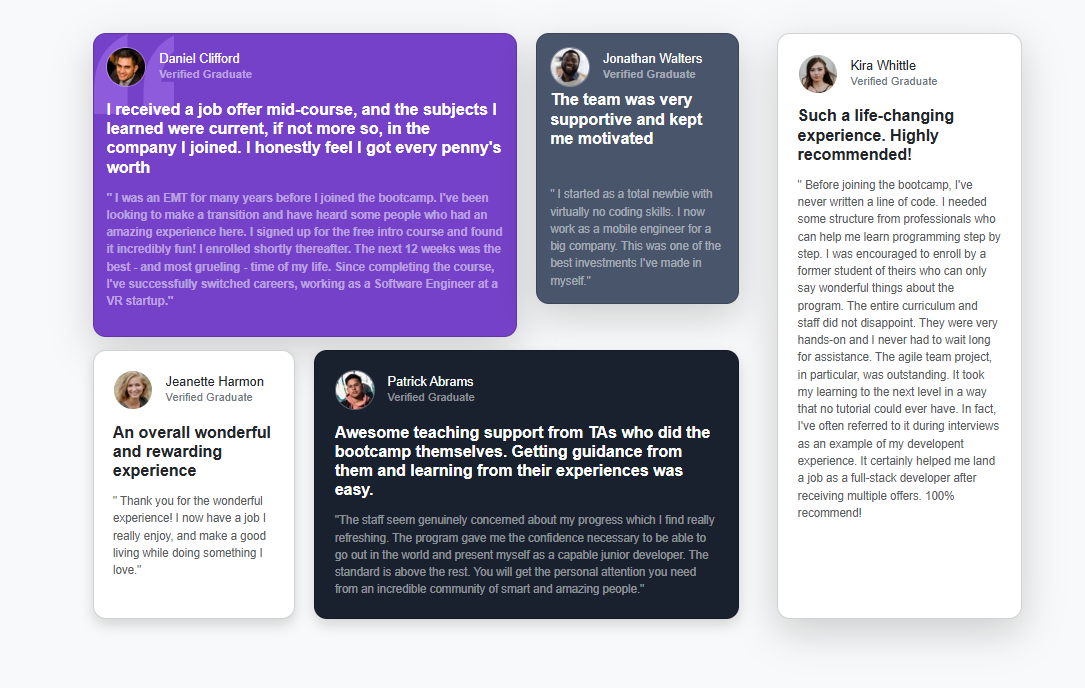 Daniel Clifford
Verified Graduate
I received a job offer mid-course, and the subjects I
learned were current, if not more so, in the
company I joined. I honestly feel I got every penny's
worth
" I was an EMT for many years before I joined the bootcamp. I've been
looking to make a transition and have heard some people who had an
amazing experience here. I signed up for the free intro course and found
it incredibly fun! I enrolled shortly thereafter. The next 12 weeks was the
best - and most grueling - time of my life. Since completing the course,
I've successfully switched careers, working as a Software Engineer at a
VR startup."
Jonathan Walters
Verified Graduate
The team was very
supportive and kept
me motivated
" I started as a total newbie with
virtually no coding skills. I now
work as a mobile engineer for a
big company. This was one of the
best investments I've made in
myself."
Kira Whittle
Verified Graduate
Such a life-changing
experience. Highly
recommended!
" Before joining the bootcamp, I've
never written a line of code. I needed
some structure from professionals who
can help me learn programming step by
step. I was encouraged to enroll by a
former student of theirs who can only
say wonderful things about the
program. The entire curriculum and
staff did not disappoint. They were very
hands-on and I never had to wait long
for assistance. The agile team project,
in particular, was outstanding. It took
my learning to the next level in a way
that no tutorial could ever have. In fact,
I've often referred to it during interviews
as an example of my developent
experience. It certainly helped me land
a job as a full-stack developer after
receiving multiple offers. 100%
recommend!
Jeanette Harmon
Verified Graduate
An overall wonderful
and rewarding
experience
" Thank you for the wonderful
experience! I now have a job I
really enjoy, and make a good
living while doing something I
love."
Patrick Abrams
Verified Graduate
Awesome teaching support from TAs who did the
bootcamp themselves. Getting guidance from
them and learning from their experiences was
easy.
"The staff seem genuinely concerned about my progress which I find really
refreshing. The program gave me the confidence necessary to be able to
go out in the world and present myself as a capable junior developer. The
standard is above the rest. You will get the personal attention you need
from an incredible community of smart and amazing people."